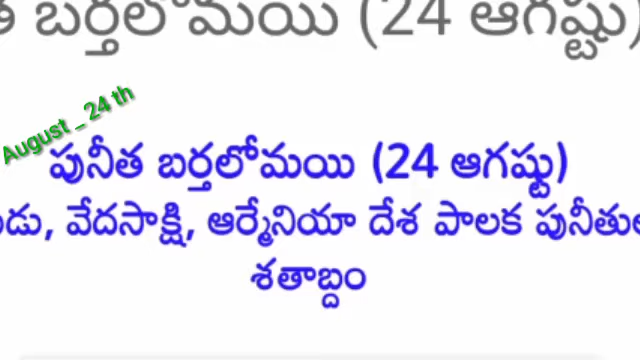 బర్తలోమయి (24 ఆగష్టు)
August _ 24 th
పునీత బర్తలోమయి (24 ఆగష్టు)
వేదసాక్షి, ఆర్మేనియా దేశ పాలక
శతాబ్దం